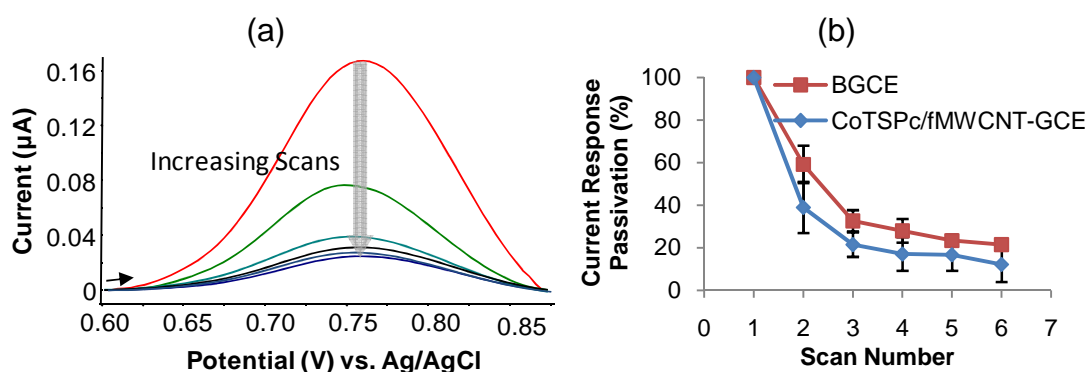 (a)
0.16
0.12
0.08
0.04
0
Current (µA)
Increasing Scans
0.60
0.65
0.70
0.75
0.80
0.85
Potential (V) vs. Ag/AgCl
(b)
100
80
60
40
20
0
Current Response
Passivation (%)
BGCE
CoTSPc/fMWCNT-GCE
0 1 2 3 4 5 6 7
Scan Number